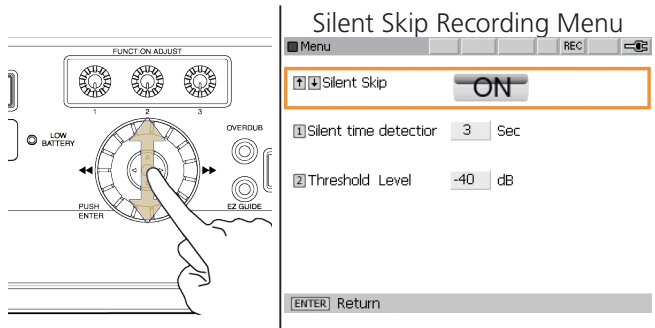 FUNCTION ADJUST
1 2 3
LOW
BATTERY
OVERDUB
PUSH
ENTER
EZ GUIDE
Silent Skip Recording Menu
Menu REC
Silent Skip ON
1 Silent time detection 3 Sec
2 Threshold Level -40 dB
ENTER Return